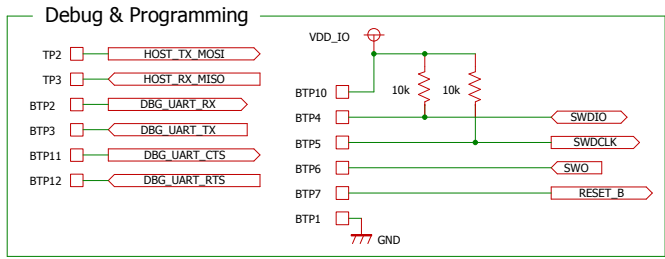 Debug & Programming
TP2 HOST_TX_MOSI
TP3 HOST_RX_MISO
BTP2 DBG_UART_RX
BTP3 DBG_UART_TX
BTP11 DBG_UART_CTS
BTP12 DBG_UART_RTS
VDD_IO
BTP10 10k 10k
BTP4 SWDIO
BTP5 SWDCLK
BTP6 SWO
BTP7 RESET_B
BTP1
GND